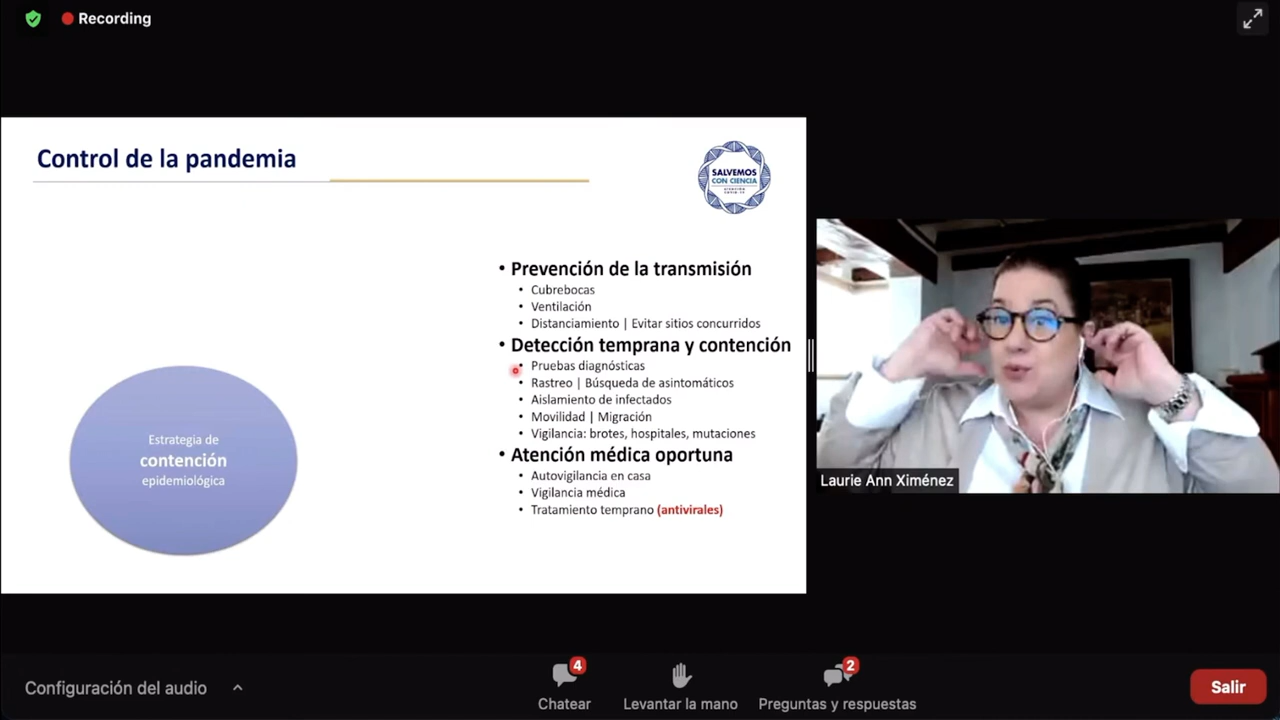 Recording
Control de la pandemia
SALVEMOS
CON CIENCIA
• Prevención de la transmisión
• Cubrebocas
• Ventilación
• Distanciamiento | Evitar sitios concurridos
• Detección temprana y contención
• Pruebas diagnósticas
• Rastreo | Búsqueda de asintomáticos
• Aislamiento de infectados
• Movilidad | Migración
• Vigilancia: brotes, hospitales, mutaciones
• Atención médica oportuna
• Autovigilancia en casa
• Vigilancia médica
• Tratamiento temprano (antivirales)
Estrategia de
contención
epidemiológica
Laurie Ann Ximénez
Configuración del audio
4
Chatear
Levantar la mano
2
Preguntas y respuestas
Salir